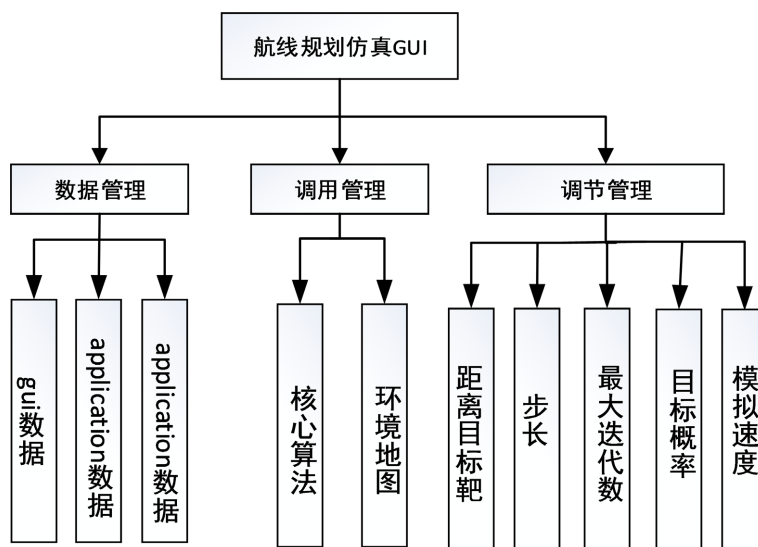 航线规划仿真GUI
数据管理
调用管理
调节管理
gui数据
application数据
application数据
核心算法
环境地图
距离目标靶
步长
最大迭代数
目标概率
模拟速度